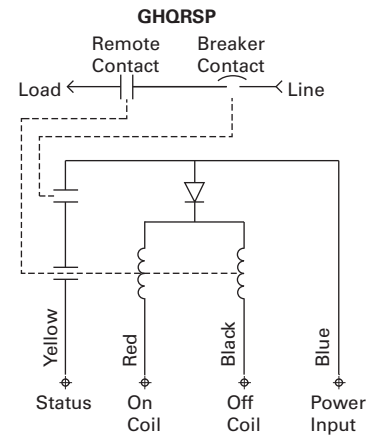 GHQRSP
Remote Contact
Breaker Contact
Load
Line
Yellow
Red
Black
Blue
Status
On Coil
Off Coil
Power Input